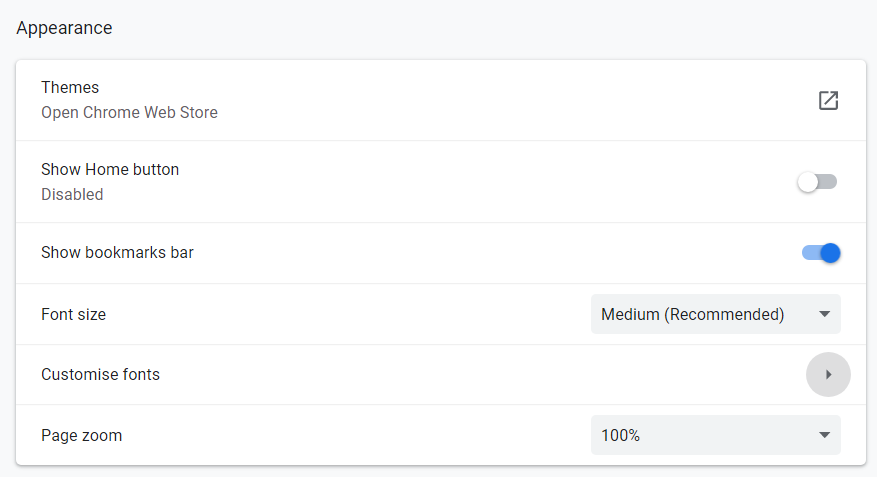 Appearance
Themes
Open Chrome Web Store
Show Home button
Disabled
Show bookmarks bar
Font size
Medium (Recommended)
Customise fonts
Page zoom
100%